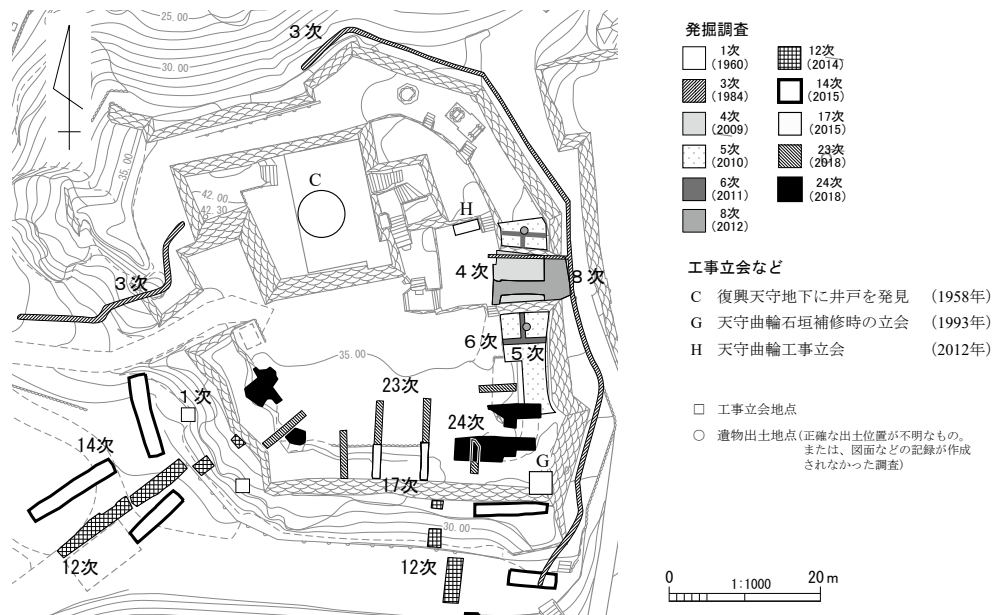 25.00
3次
30.00
35.00
42.00
42.30
C
H
4次
8次
3次
6次
5次
35.00
23次
1次
24次
14次
G
17次
30.00
12次
12次
発掘調査
1次
(1960)
12次
(2014)
3次
(1984)
14次
(2015)
4次
(2009)
17次
(2015)
5次
(2010)
23次
(2018)
6次
(2011)
24次
(2018)
8次
(2012)
工事立会など
C 復興天守地下に井戸を発見 (1958年)
G 天守曲輪石垣補修時の立会 (1993年)
H 天守曲輪工事立会 (2012年)
□ 工事立会地点
○ 遺物出土地点(正確な出土位置が不明なもの。
または、図面などの記録が作成
されなかった調査)
0 1:1000 20m